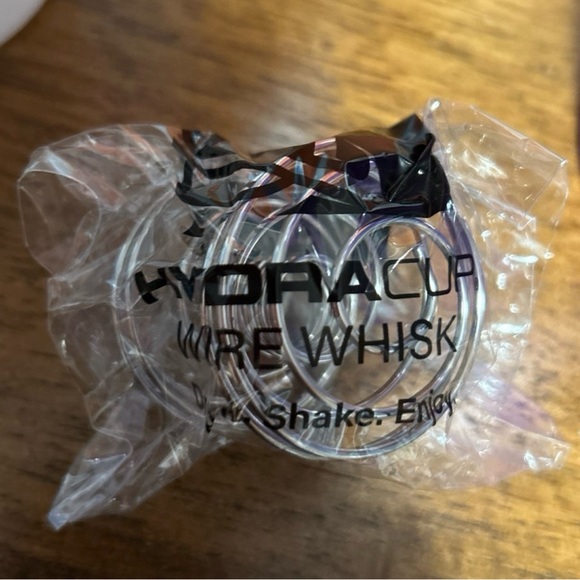 HYDRACUP
WIRE WHISK
Shake. Enjoy.